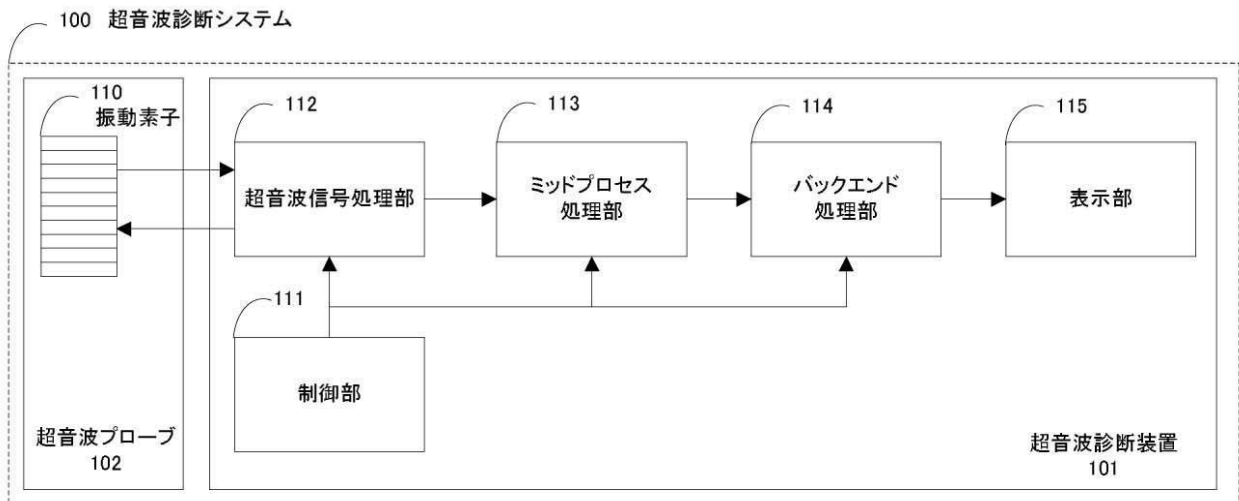 100 超音波診断システム
110
振動素子
112
超音波信号処理部
113
ミッドプロセス
処理部
114
バックエンド
処理部
115
表示部
111
制御部
超音波プローブ
102
超音波診断装置
101